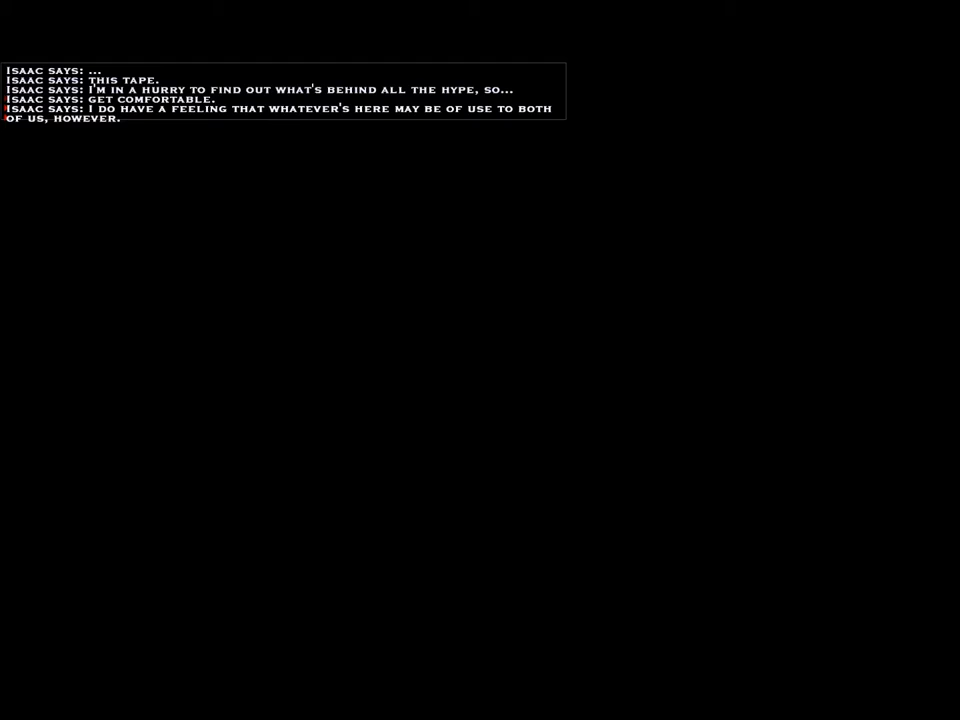 Isaac says: ...
Isaac says: this tape.
Isaac says: I'm in a hurry to find out what's behind all the hype, so...
Isaac says: get comfortable.
Isaac says: I do have a feeling that whatever's here may be of use to both
of us, however.